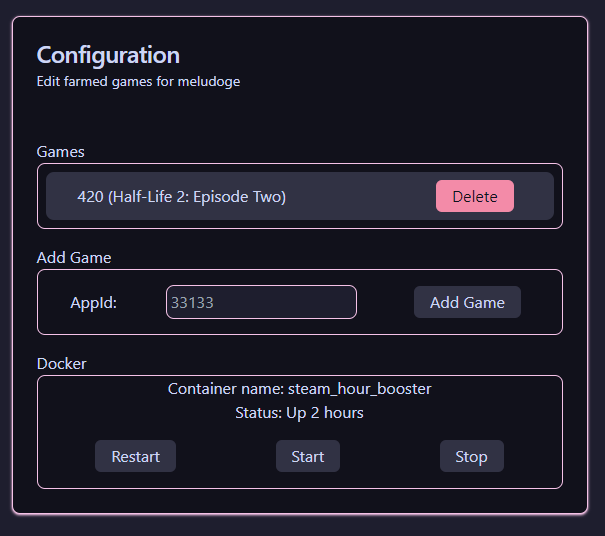 Configuration
Edit farmed games for meludoge
Games
420 (Half-Life 2: Episode Two)
Delete
Add Game
AppId:
33133
Add Game
Docker
Container name: steam_hour_booster
Status: Up 2 hours
Restart
Start
Stop